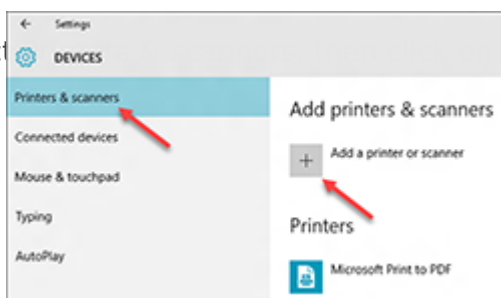 Settings
DEVICES
Printers & scanners
Connected devices
Mouse & touchpad
Typing
AutoPlay
Add printers & scanners
Add a printer or scanner
Printers
Microsoft Print to PDF